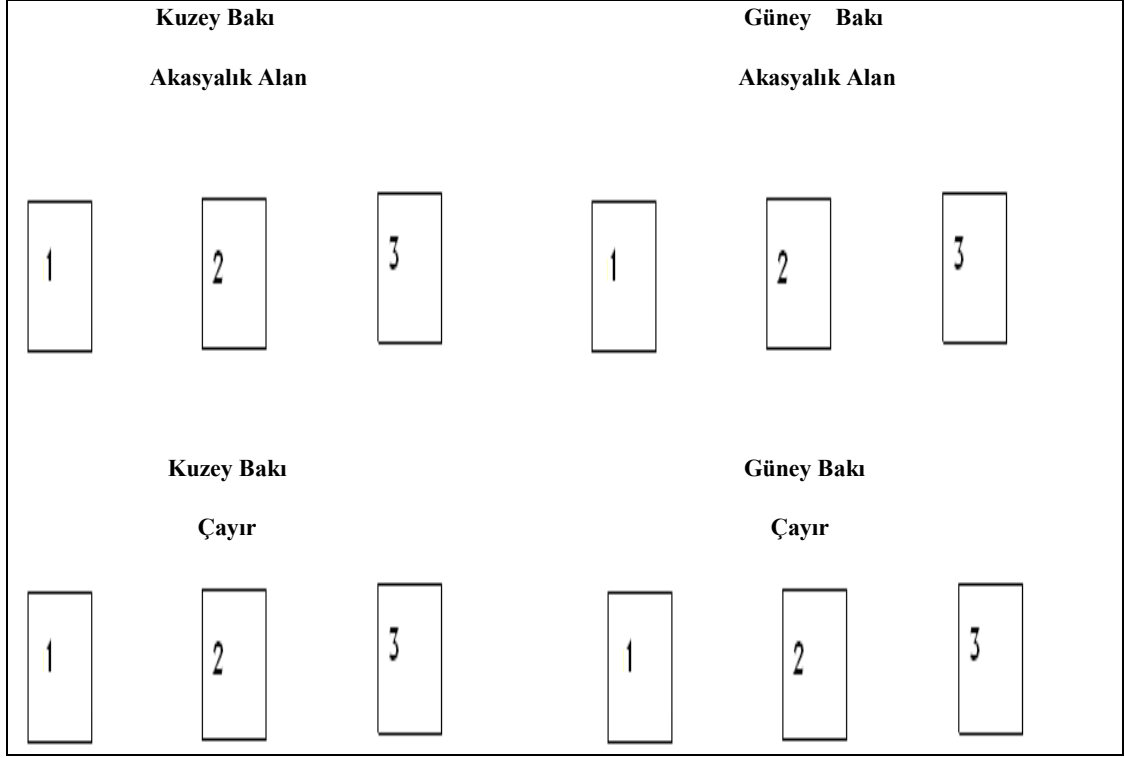 Kuzey Bakı
Akasyalık Alan
Güney Bakı
Akasyalık Alan
1 2 3
1 2 3
Kuzey Bakı
Çayır
Güney Bakı
Çayır
1 2 3
1 2 3